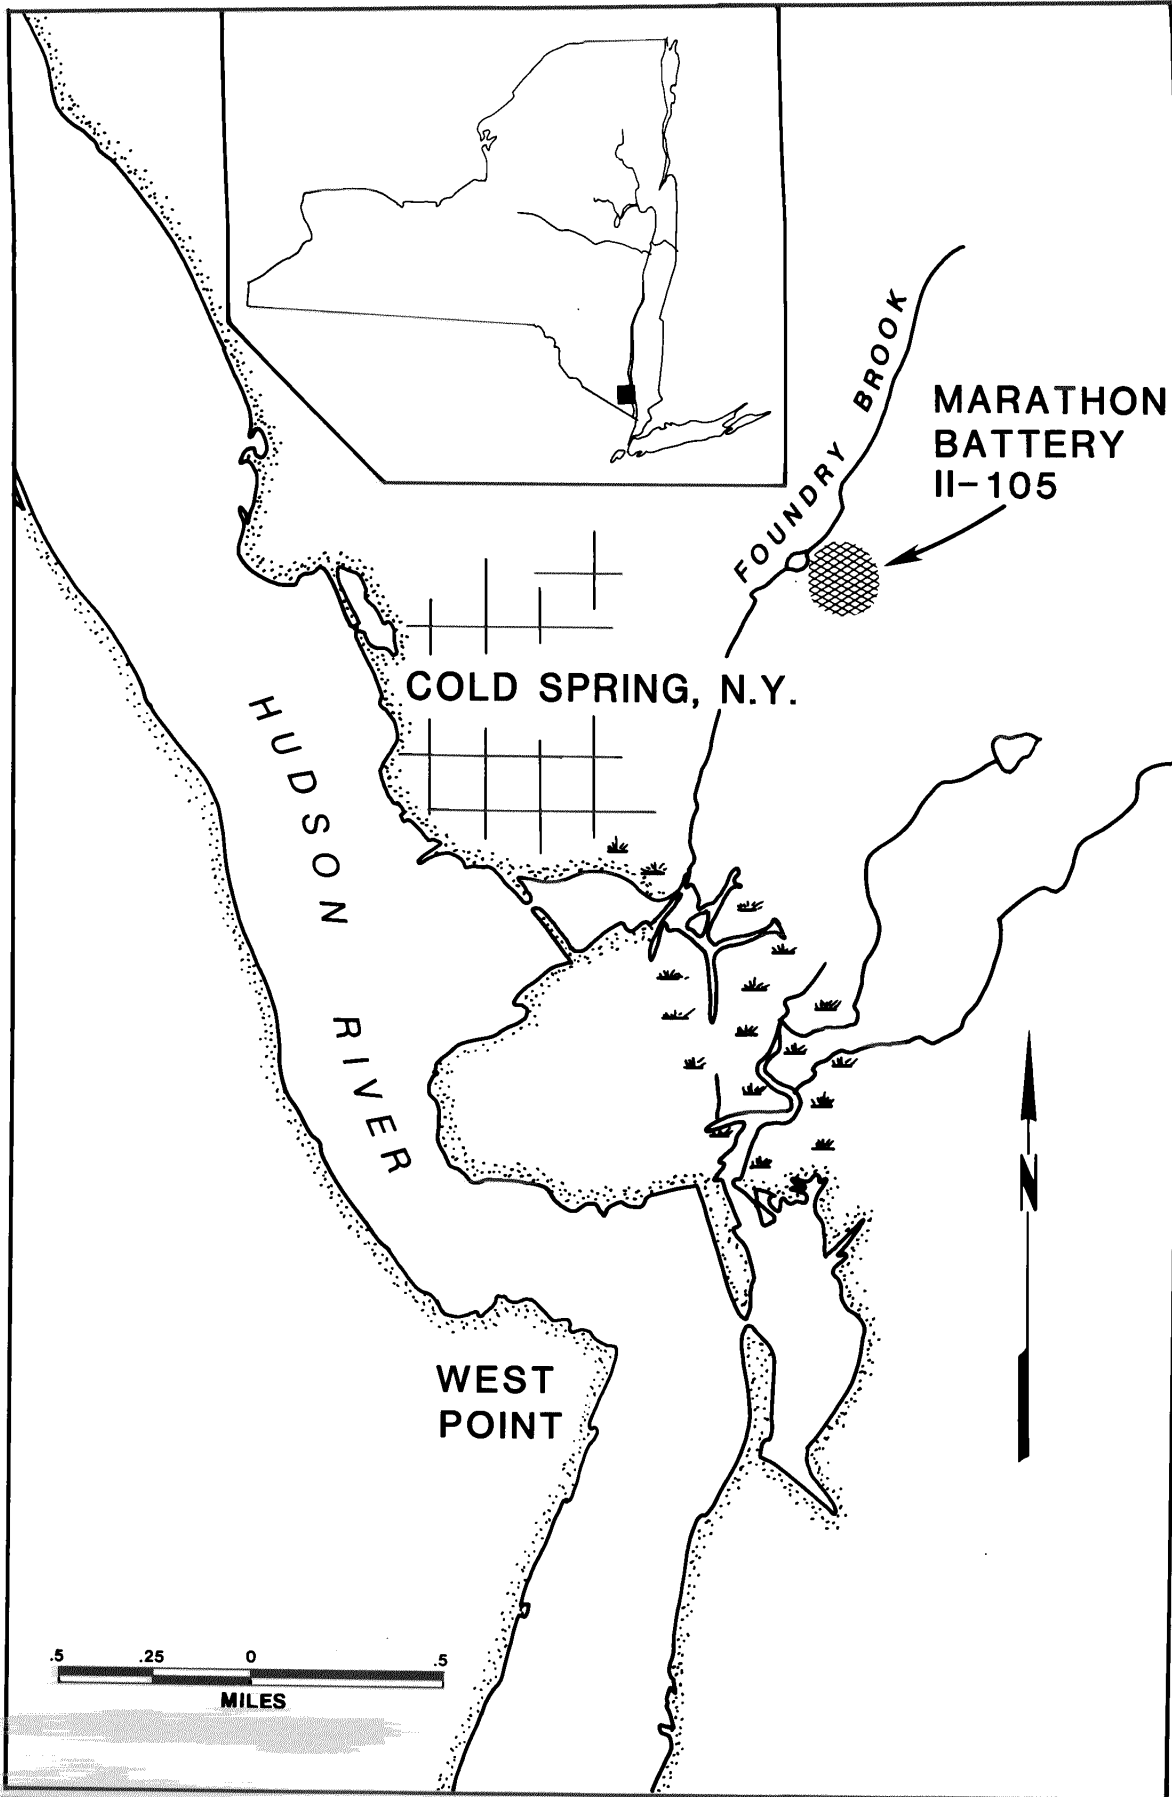 FOUNDRY BROOK
MARATHON
BATTERY
II-105
COLD SPRING, N.Y.
HUDSON RIVER
N
WEST
POINT
.5 .25 0 .5
MILES